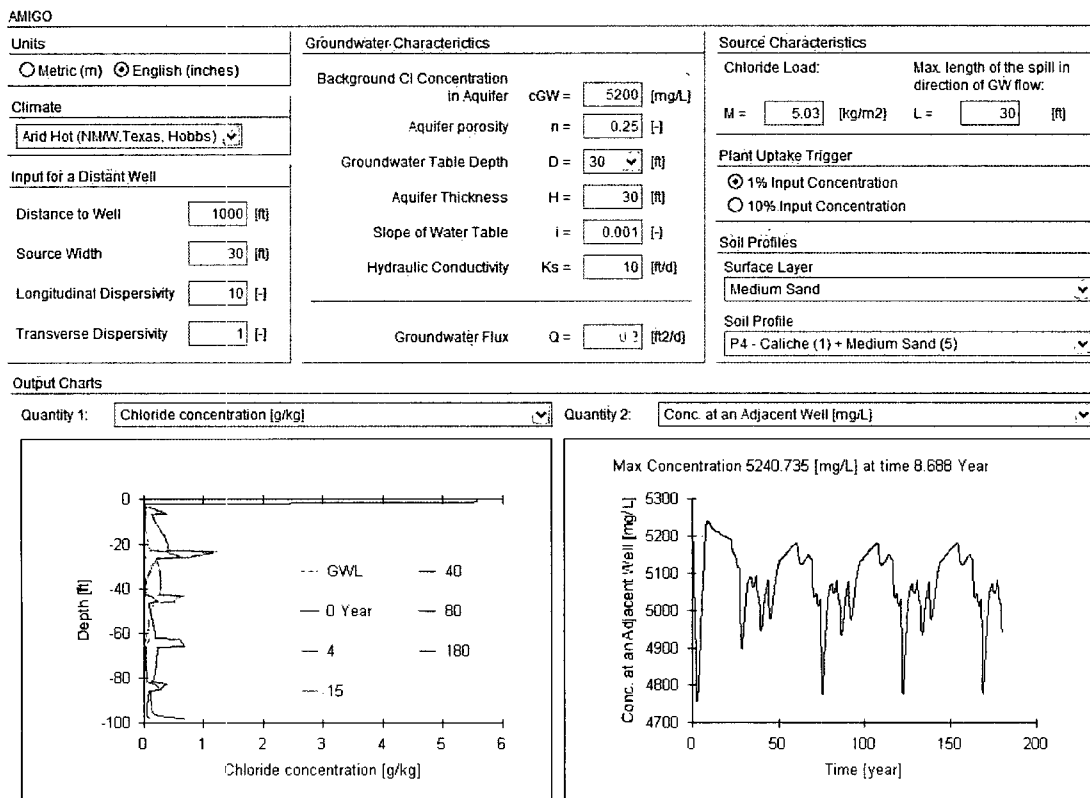 AMIGO
Units
Metric (m) English (inches)
Climate
Arid Hot (NM/W.Texas, Hobbs)
Input for a Distant Well
Distance to Well 1000 [ft]
Source Width 30 [ft]
Longitudinal Dispersivity 10 [-]
Transverse Dispersivity 1 [-]
Groundwater Characteristics
Background Cl Concentration
in Aquifer cGW = 5200 [mg/L]
Aquifer porosity n = 0.25 [-]
Groundwater Table Depth D = 30 [ft]
Aquifer Thickness H = 30 [ft]
Slope of Water Table i = 0.001 [-]
Hydraulic Conductivity Ks = 10 [ft/d]
Groundwater Flux Q = 0.3 [ft2/d]
Source Characteristics
Chloride Load: Max. length of the spill in
direction of GW flow:
M = 5.03 [kg/m2] L = 30 [ft]
Plant Uptake Trigger
1% Input Concentration
10% Input Concentration
Soil Profiles
Surface Layer
Medium Sand
Soil Profile
P4 - Caliche (1) + Medium Sand (5)
Output Charts
Quantity 1: Chloride concentration [g/kg]
Quantity 2: Conc. at an Adjacent Well [mg/L]
Depth [ft]
0
-20
-40
-60
-80
-100
GWL 40
0 Year 80
4 180
15
0 1 2 3 4 5 6
Chloride concentration [g/kg]
Max Concentration 5240.735 [mg/L] at time 8.688 Year
Conc. at an Adjacent Well [mg/L]
5300
5200
5100
5000
4900
4800
4700
0 50 100 150 200
Time [year]